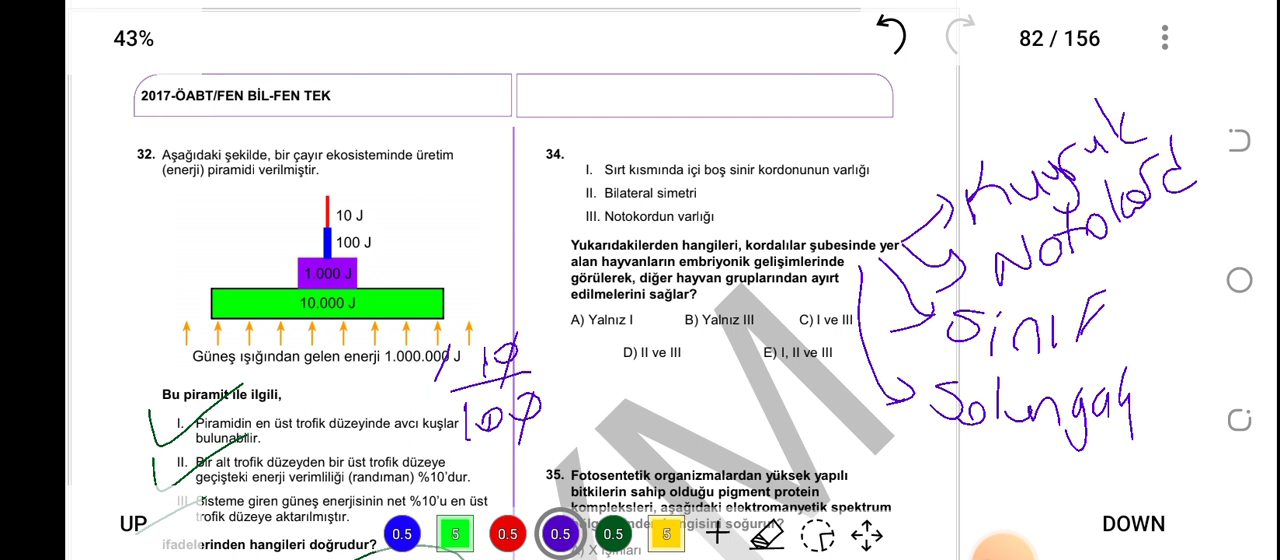 43%
82 / 156
2017-ÖABT/FEN BİL-FEN TEK
32. Aşağıdaki şekilde, bir çayır ekosisteminde üretim
(enerji) piramidi verilmiştir.
10 J
100 J
1.000 J
10.000 J
Güneş ışığından gelen enerji 1.000.000 J
10
100
Bu piramit ile ilgili,
I. Piramidin en üst trofik düzeyinde avcı kuşlar
bulunabilir.
II. Bir alt trofik düzeyden bir üst trofik düzeye
geçişteki enerji verimliliği (randıman) %10'dur.
III. Sisteme giren güneş enerjisinin net %10'u en üst
trofik düzeye aktarılmıştır.
ifadelerinden hangileri doğrudur?
34.
I. Sırt kısmında içi boş sinir kordonunun varlığı
II. Bilateral simetri
III. Notokordun varlığı
Yukarıdakilerden hangileri, kordalılar şubesinde yer
alan hayvanların embriyonik gelişimlerinde
görülerek, diğer hayvan gruplarından ayırt
edilmelerini sağlar?
A) Yalnız I B) Yalnız III C) I ve III
D) II ve III E) I, II ve III
Kuyruk
Notokord
Sinir
Solungaç
35. Fotosentetik organizmalardan yüksek yapılı
bitkilerin sahip olduğu pigment protein
kompleksleri, aşağıdaki elektromanyetik spektrum
hangisini soğurur?
A) X ışınları
UP
0.5 5 0.5 0.5 0.5 5
DOWN